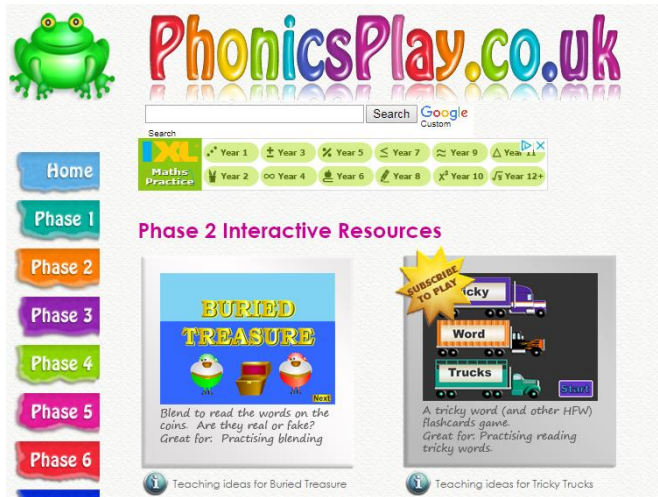 PhonicsPlay.co.uk
Search Google
Custom
Search
IXL
Maths
Practice
Year 1 ± Year 3 % Year 5 ≤ Year 7 ≈ Year 9 △ Year 11
Year 2 ∞ Year 4 Year 6 Year 8 X² Year 10 √5 Year 12+
Home
Phase 1
Phase 2
Phase 3
Phase 4
Phase 5
Phase 6
Phase 2 Interactive Resources
BURIED
TREASURE
Next
Blend to read the words on the
coins. Are they real or fake?
Great for: Practising blending
Teaching ideas for Buried Treasure
SUBSCRIBE
TO PLAY
icky
Word
Trucks
Start
A tricky word (and other HFW)
flashcards game.
Great for: Practising reading
tricky words.
Teaching ideas for Tricky Trucks